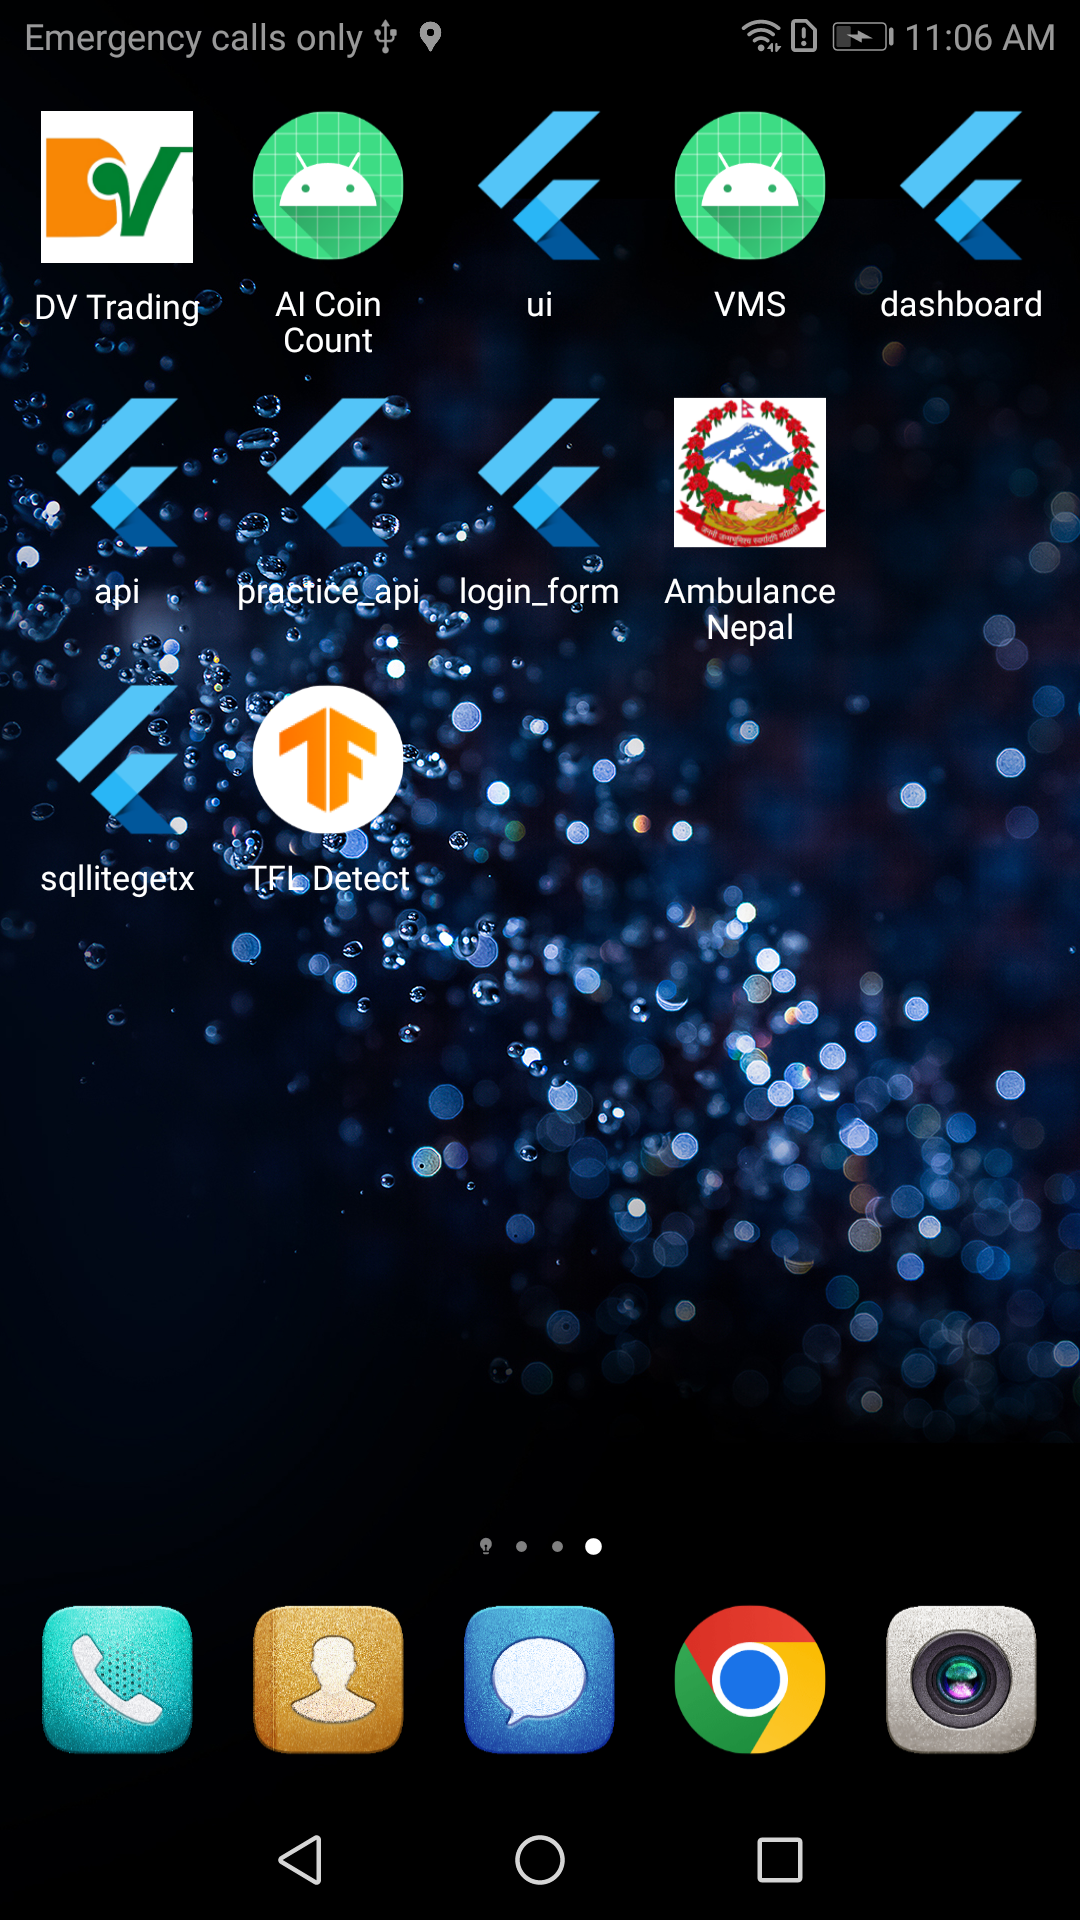 Emergency calls only
11:06 AM
DV Trading
AI Coin
Count
ui
VMS
dashboard
api
practice_api
login_form
Ambulance
Nepal
sqllitegetx
TFL Detect